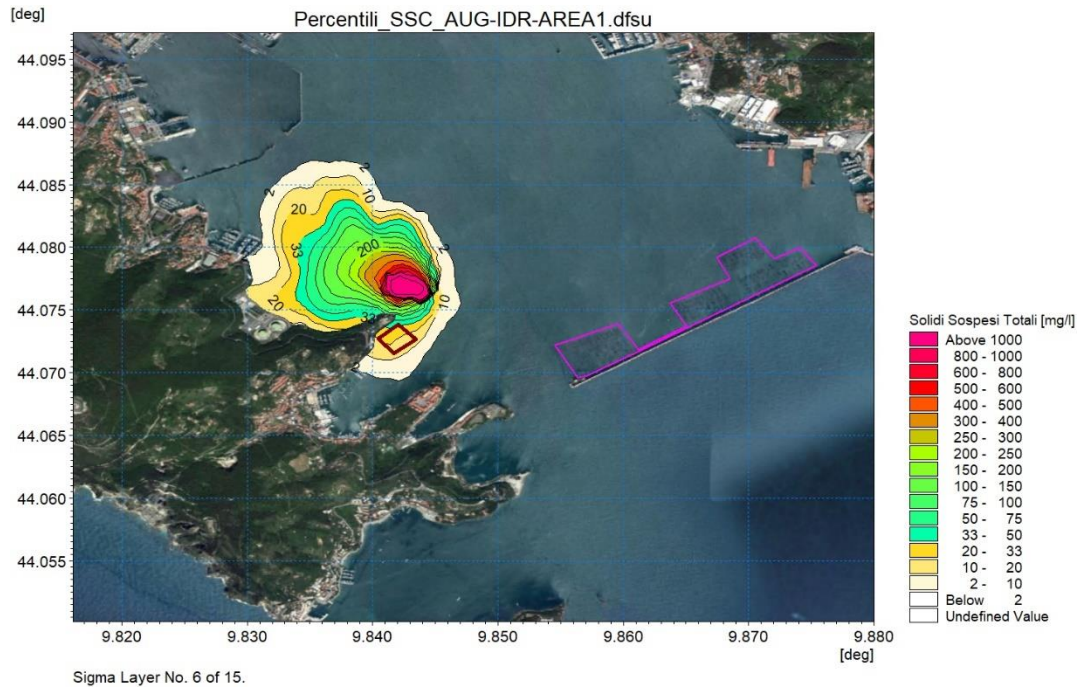 [deg]
Percentili_SSC_AUG-IDR-AREA1.dfsu
44.095
44.090
44.085
44.080
44.075
44.070
44.065
44.060
44.055
2
2
10
20
33
200
2
20
10
33
2
Solidi Sospesi Totali [mg/l]
Above 1000
800 - 1000
600 - 800
500 - 600
400 - 500
300 - 400
250 - 300
200 - 250
150 - 200
100 - 150
75 - 100
50 - 75
33 - 50
20 - 33
10 - 20
2 - 10
Below 2
Undefined Value
9.820 9.830 9.840 9.850 9.860 9.870 9.880
[deg]
Sigma Layer No. 6 of 15.